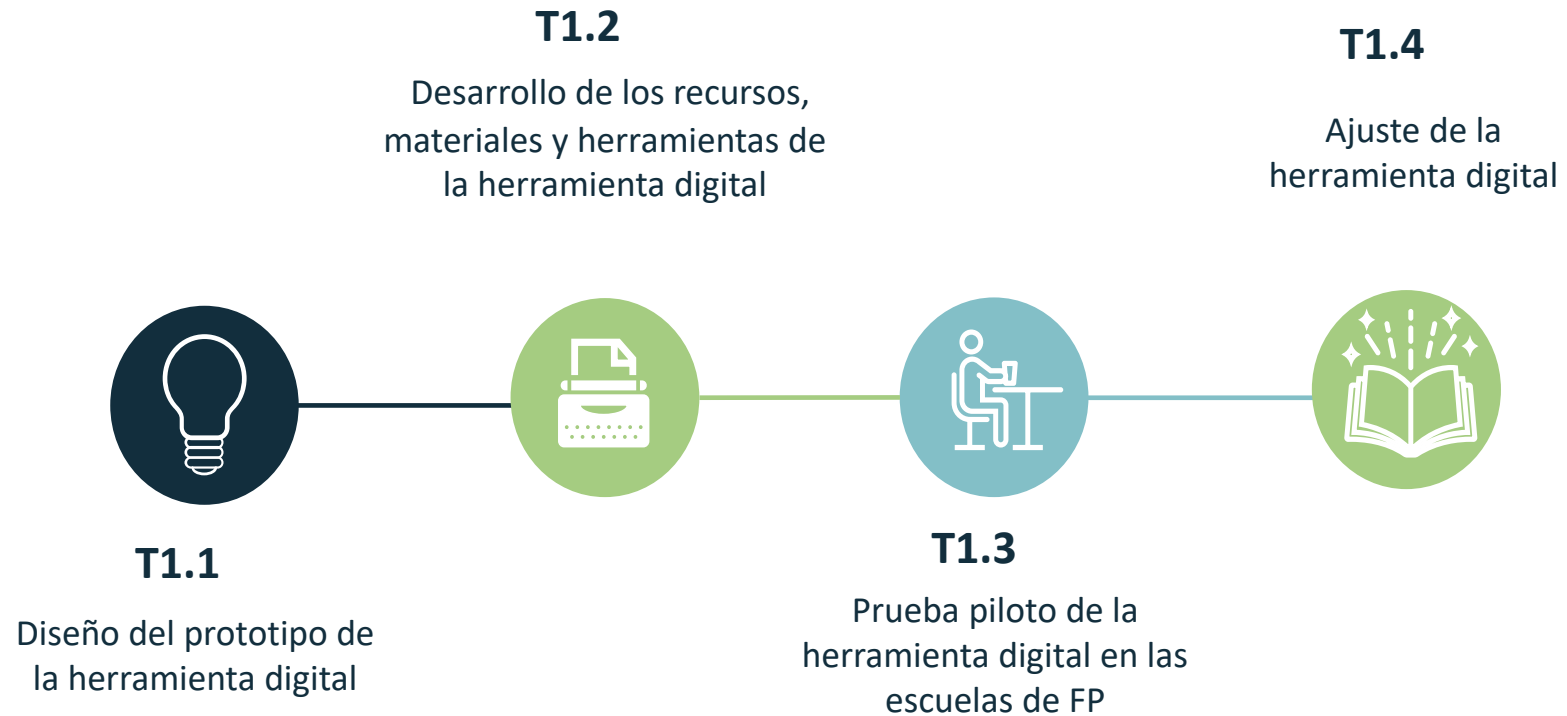 T1.1
Diseño del prototipo de
la herramienta digital
T1.2
Desarrollo de los recursos,
materiales y herramientas de
la herramienta digital
T1.3
Prueba piloto de la
herramienta digital en las
escuelas de FP
T1.4
Ajuste de la
herramienta digital